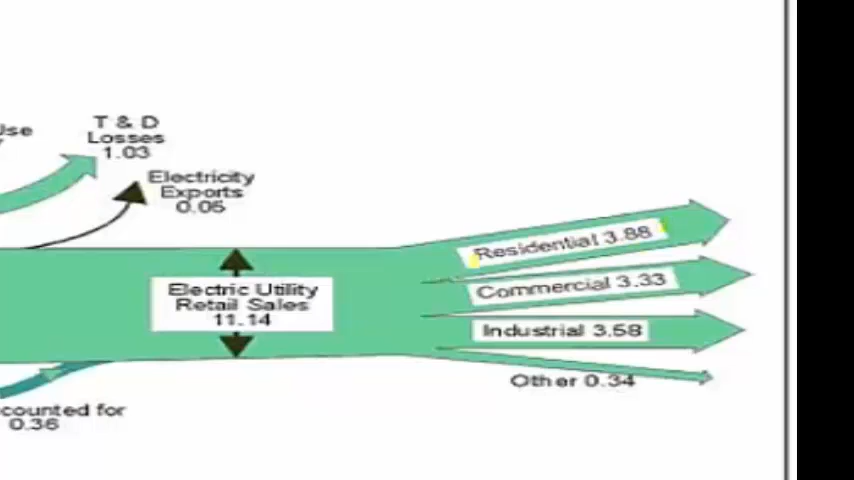 Use
T & D
Losses
1.03
Electricity
Exports
0.05
Residential 3.88
Commercial 3.33
Electric Utility
Retail Sales
11.14
Industrial 3.58
Other 0.34
counted for
0.36